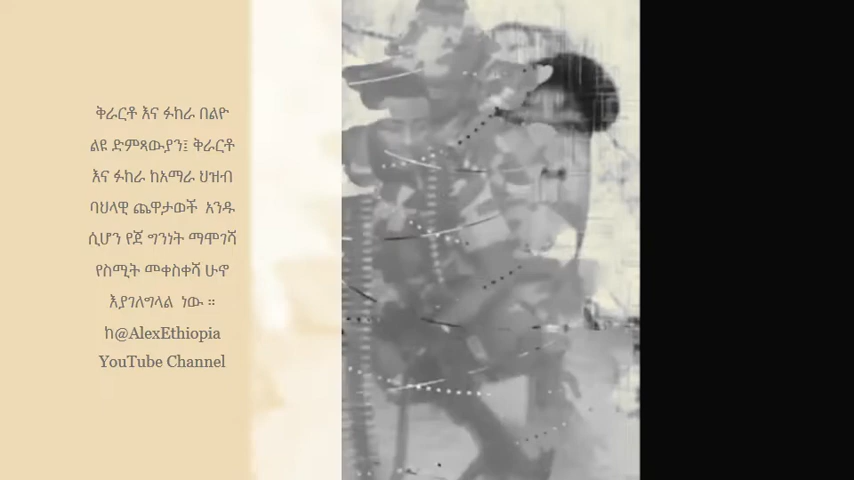 ቅራርቶ እና ፉከራ በልዮ
ልዩ ድምጻውያን፤ ቅራርቶ
እና ፉከራ ከአማራ ህዝብ
ባህላዊ ጨዋታወች አንዱ
ሲሆን የጀ ግንነት ማሞገሻ
የስሚት መቀስቀሻ ሁኖ
እያገለግላል ነው ።
ከ@AlexEthiopia
YouTube Channel